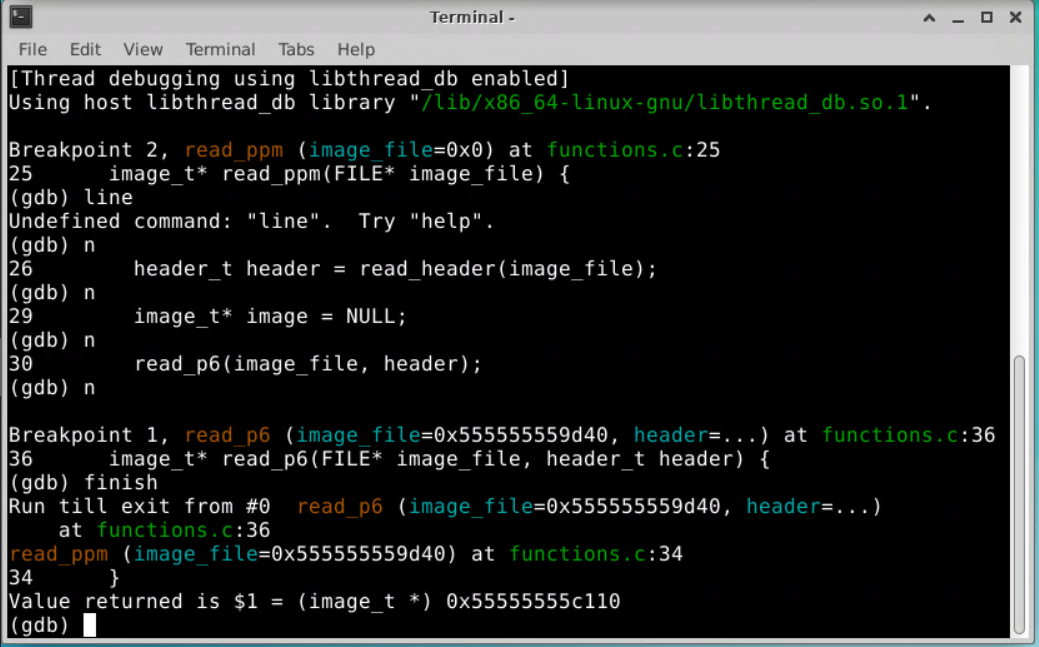 Terminal -
File Edit View Terminal Tabs Help
[Thread debugging using libthread_db enabled]
Using host libthread_db library "/lib/x86_64-linux-gnu/libthread_db.so.1".
Breakpoint 2, read_ppm (image_file=0x0) at functions.c:25
25      image_t* read_ppm(FILE* image_file) {
(gdb) line
Undefined command: "line".  Try "help".
(gdb) n
26        header_t header = read_header(image_file);
(gdb) n
29        image_t* image = NULL;
(gdb) n
30        read_p6(image_file, header);
(gdb) n
Breakpoint 1, read_p6 (image_file=0x555555559d40, header=...) at functions.c:36
36      image_t* read_p6(FILE* image_file, header_t header) {
(gdb) finish
Run till exit from #0  read_p6 (image_file=0x555555559d40, header=...)
    at functions.c:36
read_ppm (image_file=0x555555559d40) at functions.c:34
34      }
Value returned is $1 = (image_t *) 0x55555555c110
(gdb)